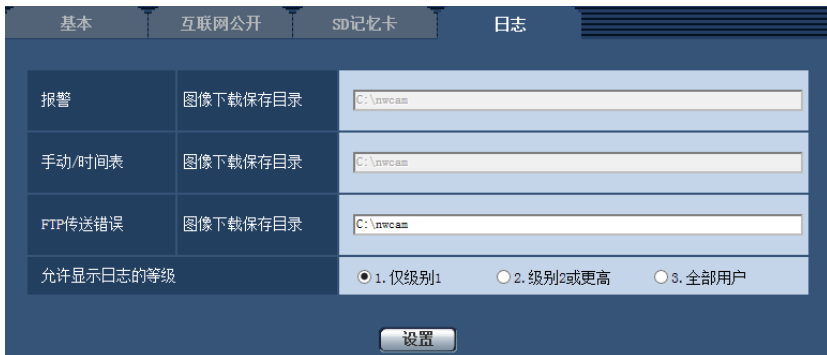 基本 互联网公开 SD记忆卡 日志
报警 图像下载保存目录 C:\nwcam
手动/时间表 图像下载保存目录 C:\nwcam
FTP传送错误 图像下载保存目录 C:\nwcam
允许显示日志的等级 1.仅级别1 2.级别2或更高 3.全部用户
设置